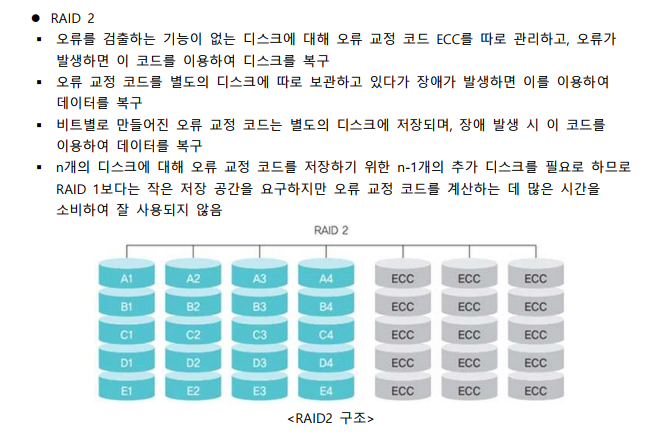 ● RAID 2
▪ 오류를 검출하는 기능이 없는 디스크에 대해 오류 교정 코드 ECC를 따로 관리하고, 오류가
발생하면 이 코드를 이용하여 디스크를 복구
▪ 오류 교정 코드를 별도의 디스크에 따로 보관하고 있다가 장애가 발생하면 이를 이용하여
데이터를 복구
▪ 비트별로 만들어진 오류 교정 코드는 별도의 디스크에 저장되며, 장애 발생 시 이 코드를
이용하여 데이터를 복구
▪ n개의 디스크에 대해 오류 교정 코드를 저장하기 위한 n-1개의 추가 디스크를 필요로 하므로
RAID 1보다는 작은 저장 공간을 요구하지만 오류 교정 코드를 계산하는 데 많은 시간을
소비하여 잘 사용되지 않음
RAID 2
A1 A2 A3 A4 ECC ECC ECC
B1 B2 B3 B4 ECC ECC ECC
C1 C2 C3 C4 ECC ECC ECC
D1 D2 D3 D4 ECC ECC ECC
E1 E2 E3 E4 ECC ECC ECC
<RAID2 구조>